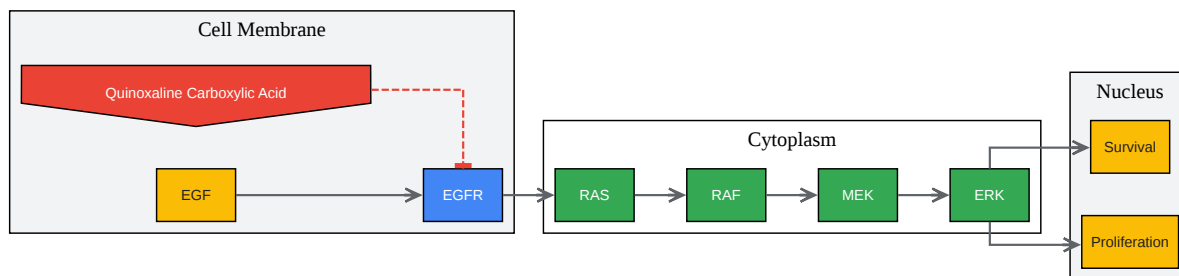 Cell Membrane
Quinoxaline Carboxylic Acid
EGF
EGFR
Cytoplasm
RAS
RAF
MEK
ERK
Nucleus
Survival
Proliferation